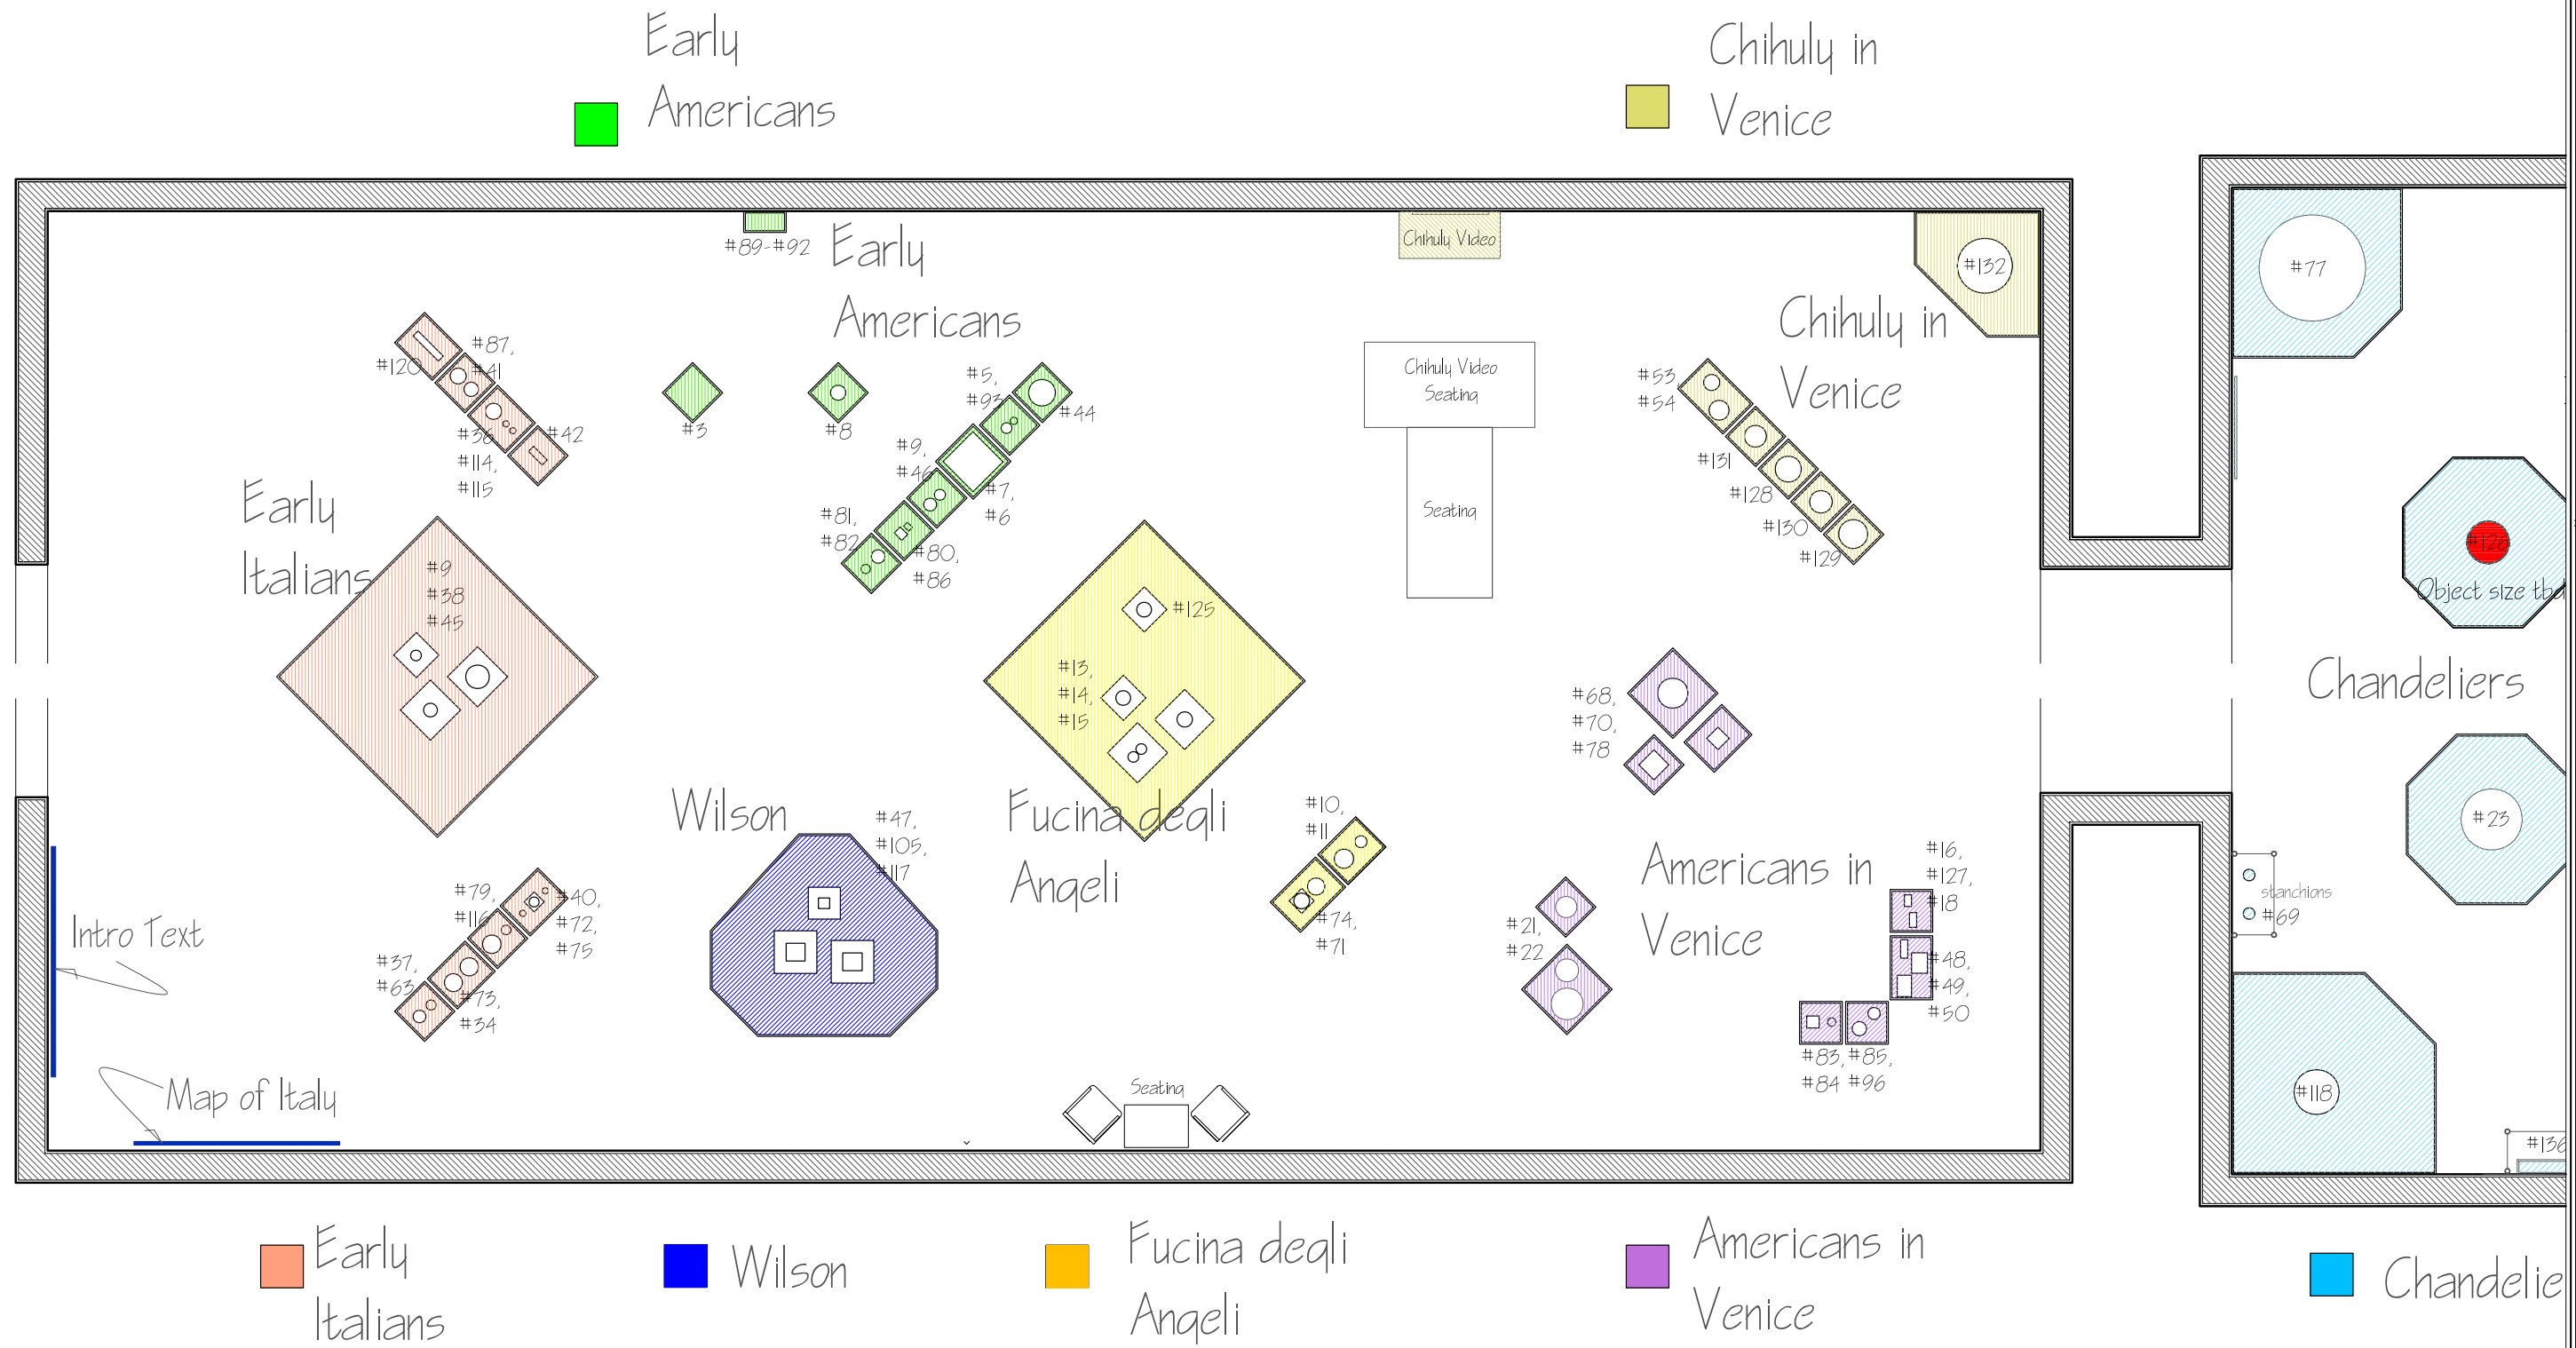 Early
Americans
Chihuly in
Venice
#89-#92
Early
Americans
Chihuly Video
#132
#77
#120
#87,
#41
#36
#114,
#115
#42
#3
#8
#5,
#93
#44
#9,
#46
#7,
#6
#81,
#82
#80,
#86
Chihuly Video
Seating
Seating
Chihuly in
Venice
#53
#54
#131
#128
#130
#129
#126
Object size tbd
Early
Italians
#9
#38
#45
#125
#13,
#14,
#15
#68,
#70,
#78
Chandeliers
#23
Wilson
#47,
#105,
#117
Fucina degli
Angeli
#10,
#11
#74,
#71
Americans in
Venice
#21,
#22
#16,
#127,
#18
#48,
#49,
#50
#83,
#84
#85,
#96
stanchions
#69
Intro Text
#79,
#116
#40,
#72,
#75
#37,
#63
#73,
#34
Map of Italy
Seating
#118
#136
Early
Italians
Wilson
Fucina degli
Angeli
Americans in
Venice
Chandelie